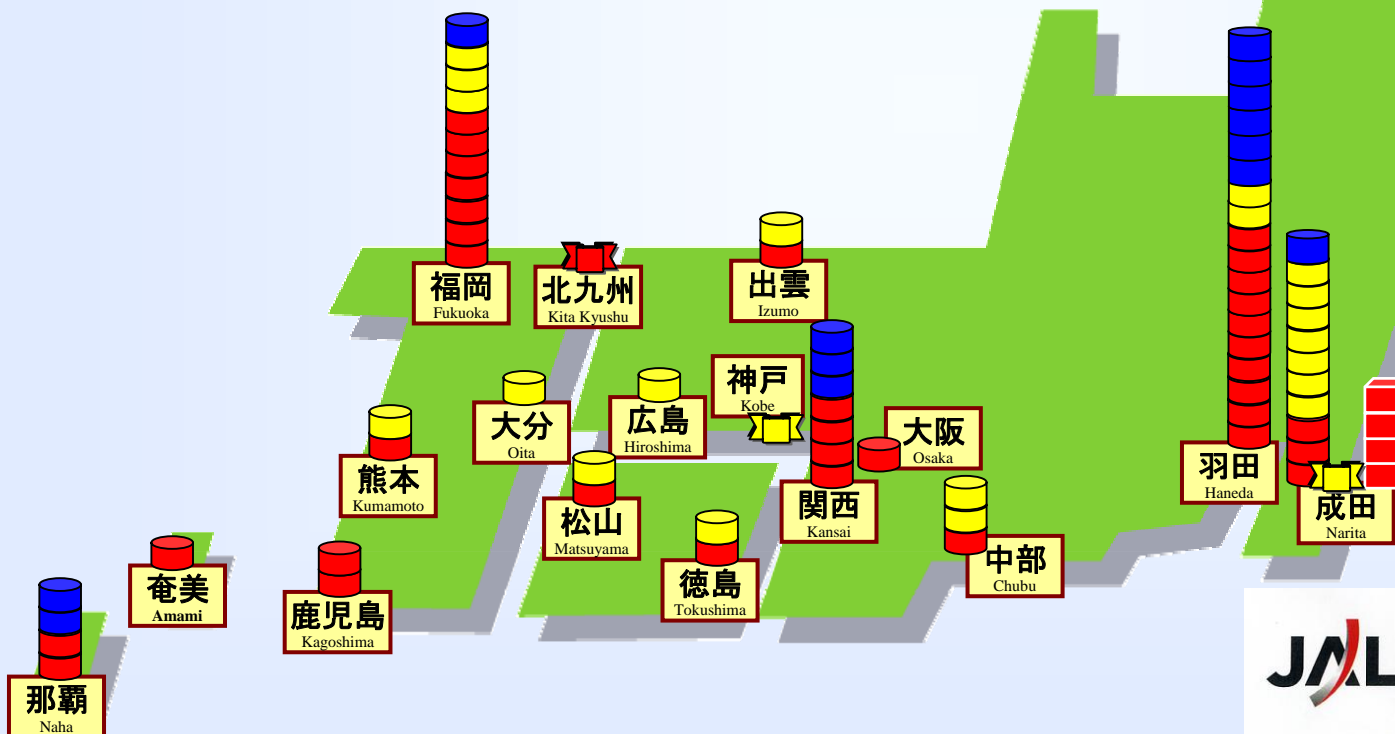 福岡
Fukuoka
北九州
Kita Kyushu
出雲
Izumo
大分
Oita
広島
Hiroshima
神戸
Kobe
大阪
Osaka
熊本
Kumamoto
松山
Matsuyama
関西
Kansai
羽田
Haneda
成田
Narita
奄美
Amami
鹿児島
Kagoshima
徳島
Tokushima
中部
Chubu
那覇
Naha
JAL